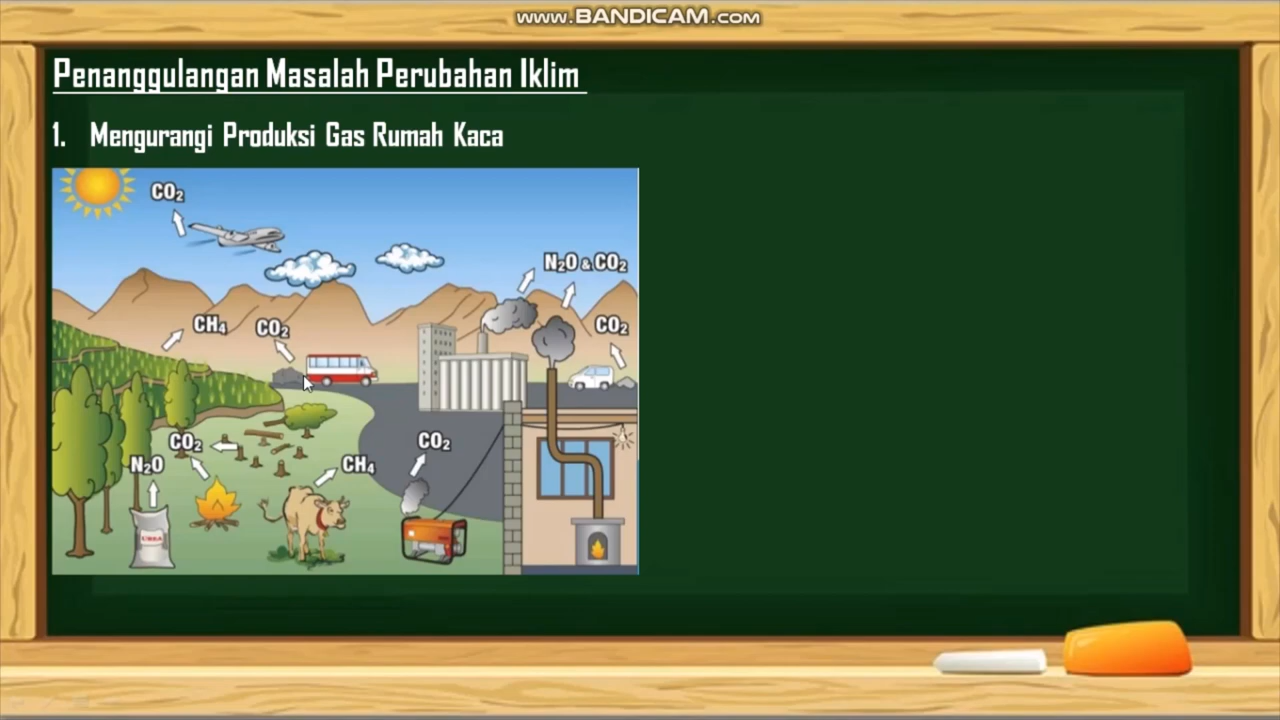 www.BANDICAM.com
Penanggulangan Masalah Perubahan Iklim
1. Mengurangi Produksi Gas Rumah Kaca
CO₂
N₂O & CO₂
CH₄
CO₂
CO₂
CO₂
CO₂
N₂O
CH₄
UREA